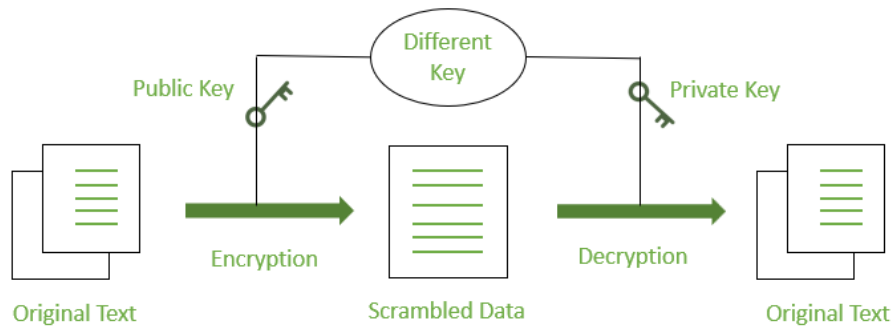 Different
Key
Public Key
Private Key
Encryption
Decryption
Original Text
Scrambled Data
Original Text